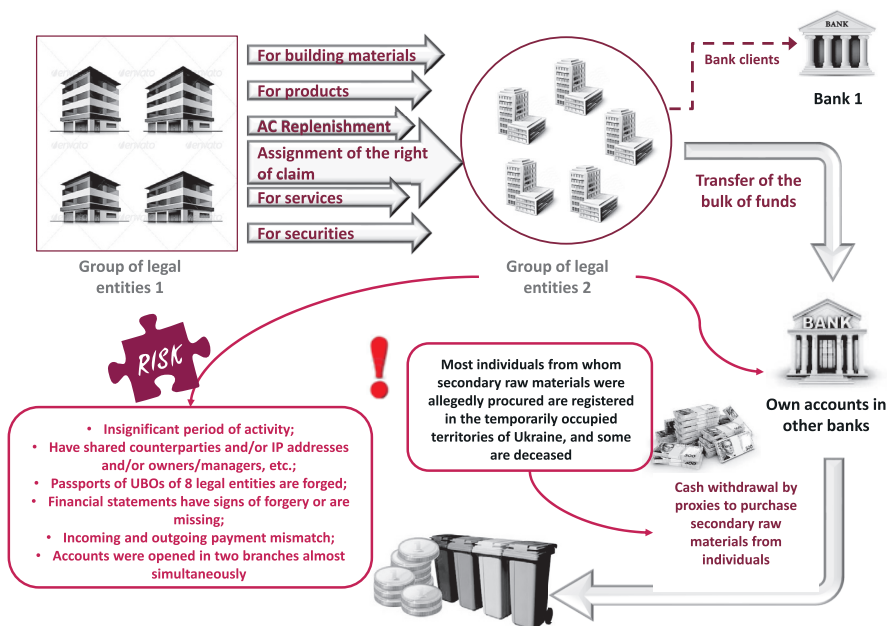 For building materials
For products
AC Replenishment
Assignment of the right
of claim
For services
For securities
Group of legal
entities 1
Group of legal
entities 2
Bank clients
BANK
Bank 1
Transfer of the
bulk of funds
BANK
Own accounts in
other banks
RISK
Insignificant period of activity;
Have shared counterparties and/or IP addresses
and/or owners/managers, etc.;
Passports of UBOs of 8 legal entities are forged;
Financial statements have signs of forgery or are
missing;
Incoming and outgoing payment mismatch;
Accounts were opened in two branches almost
simultaneously
Most individuals from whom
secondary raw materials were
allegedly procured are registered
in the temporarily occupied
territories of Ukraine, and some
are deceased
Cash withdrawal by
proxies to purchase
secondary raw
materials from
individuals